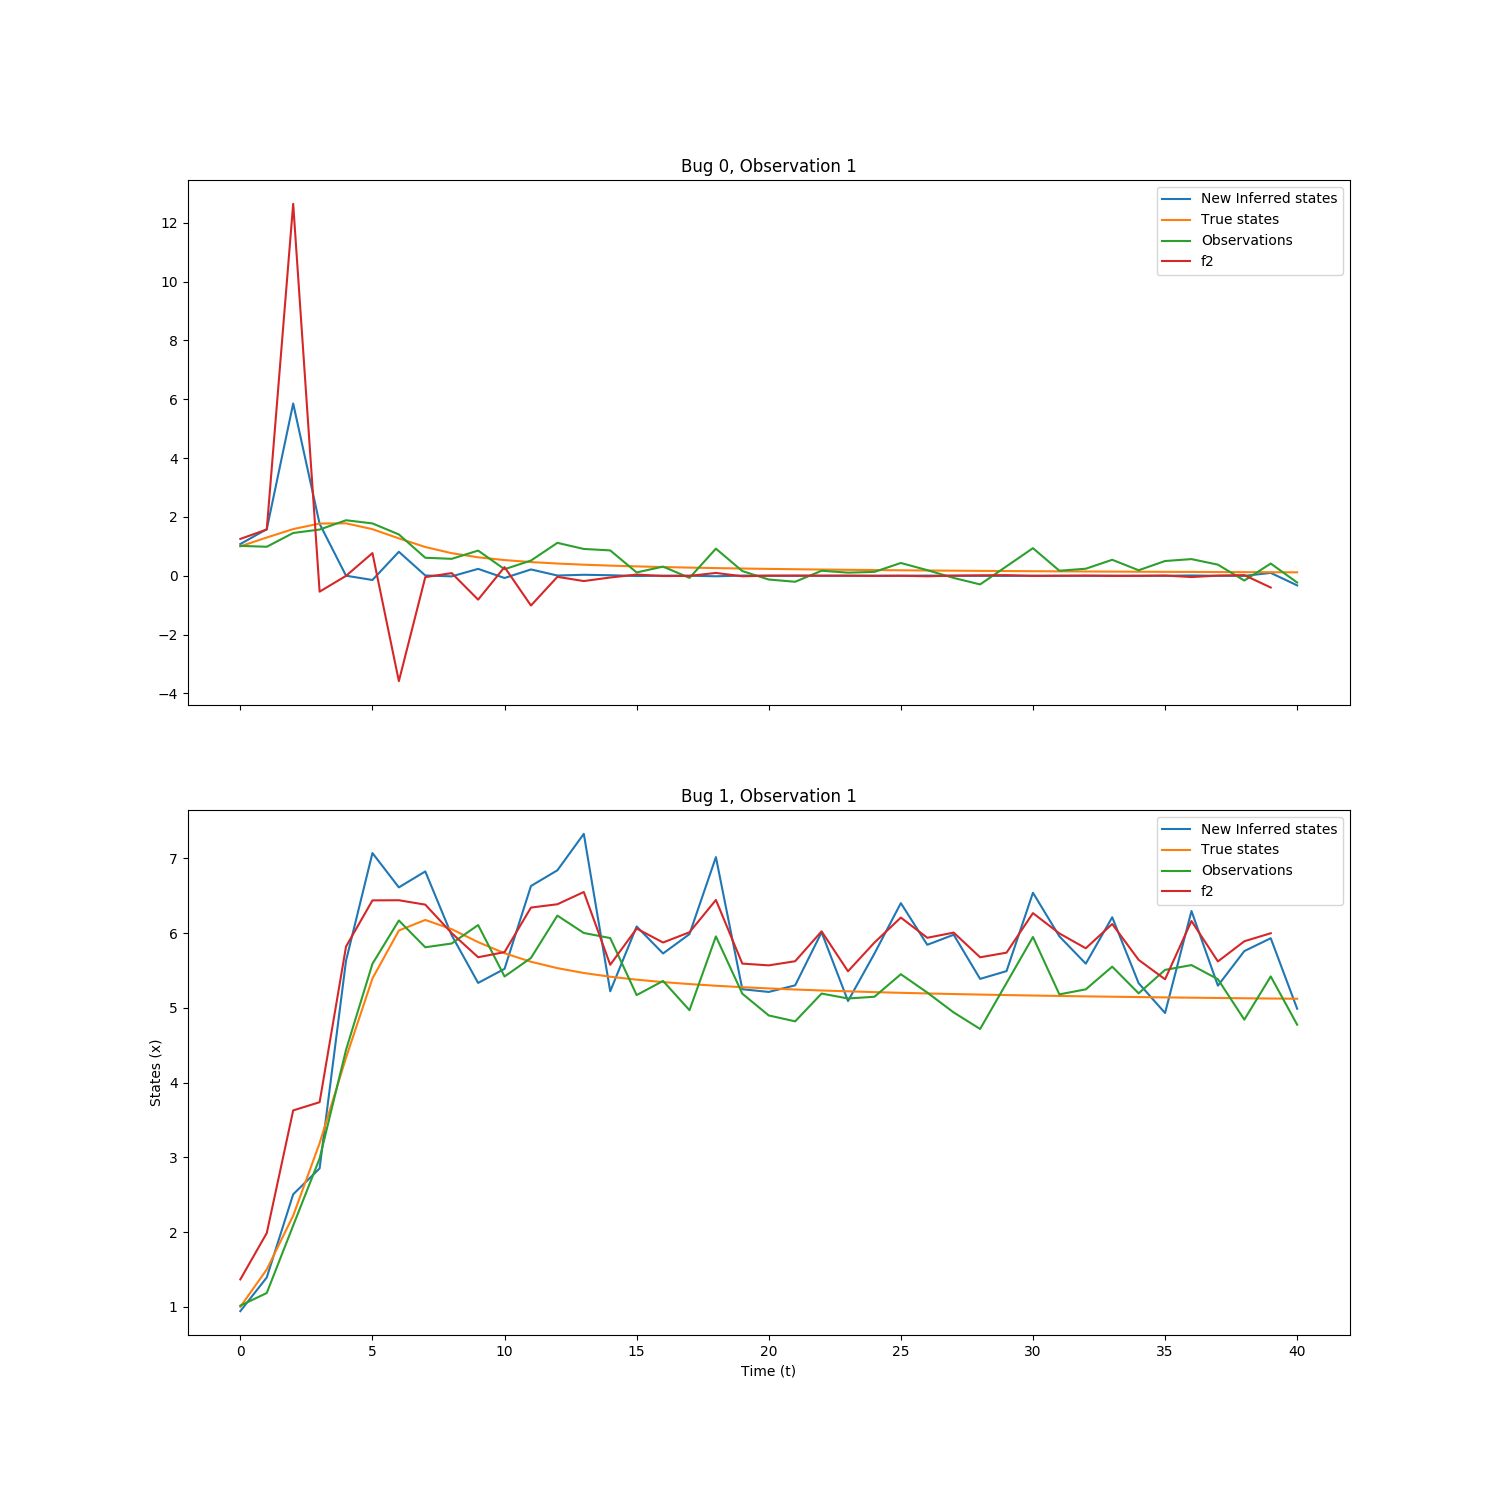 Bug 0, Observation 1
New Inferred states
True states
Observations
f2
12
10
8
6
4
2
0
−2
−4
Bug 1, Observation 1
New Inferred states
True states
Observations
f2
7
6
5
4
3
2
1
States (x)
0 5 10 15 20 25 30 35 40
Time (t)